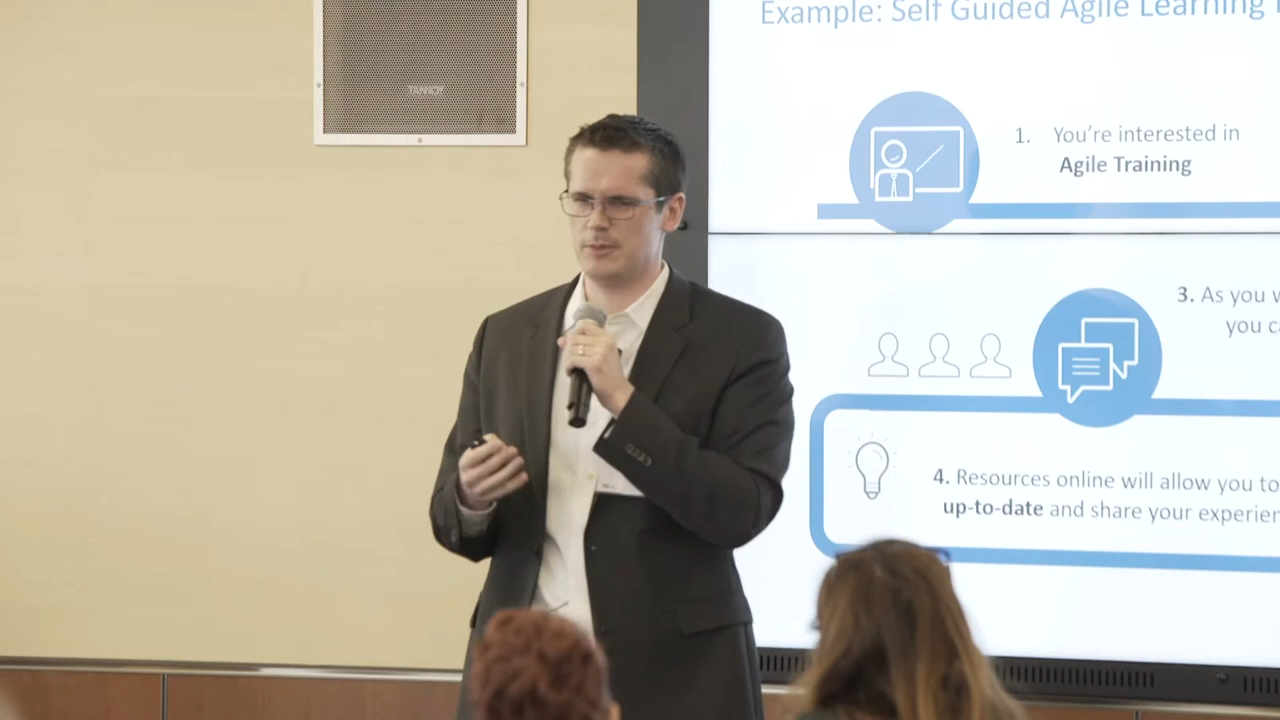 TANNOY
Example: Self Guided Agile Learning
1. You're interested in
Agile Training
3. As you
you
4. Resources online will allow you to
up-to-date and share your